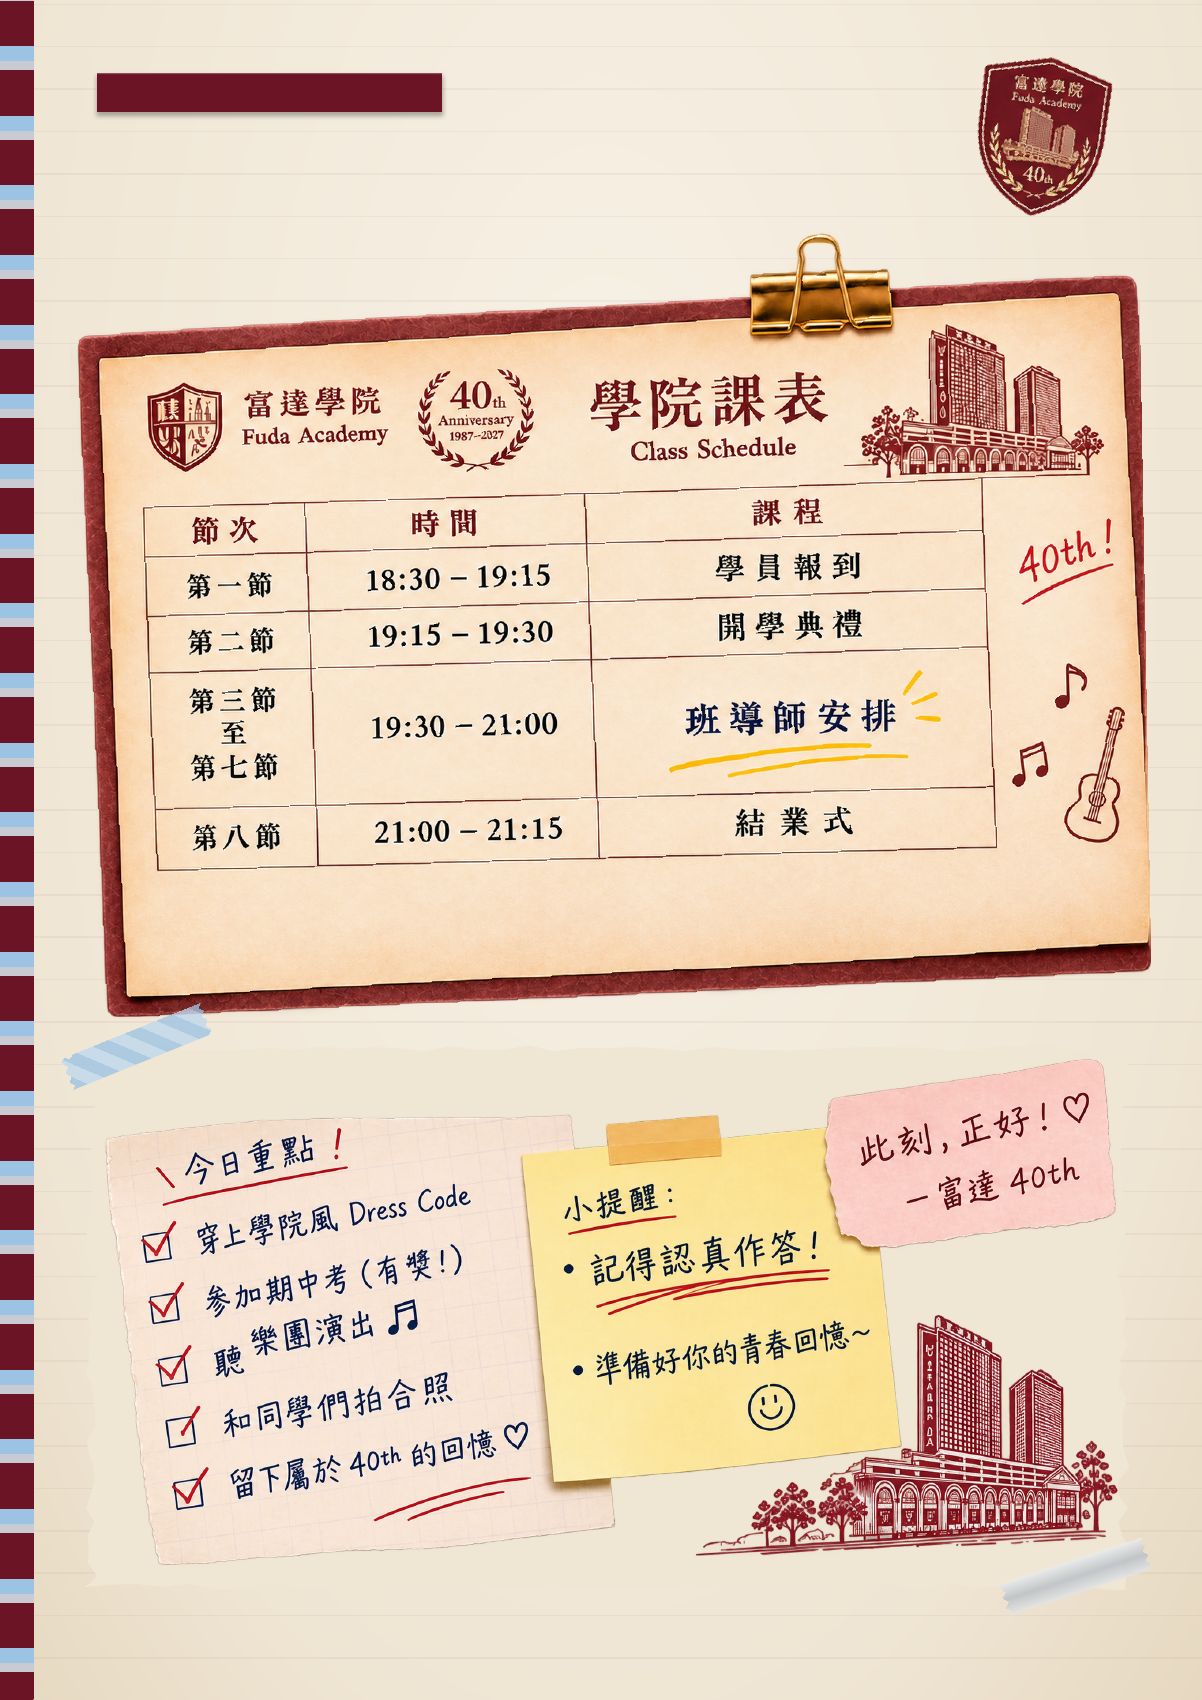 富達學院
Fuda Academy
40th
富達學院
Fuda Academy
40th
Anniversary
1987-2027
學院課表
Class Schedule
節次 時間 課程
第一節 18:30 – 19:15 學員報到
第二節 19:15 – 19:30 開學典禮
第三節
至
第七節
19:30 – 21:00 班導師安排
第八節 21:00 – 21:15 結業式
40th!
今日重點!
穿上學院風 Dress Code
參加期中考 (有獎!)
聽 樂團演出
和同學們拍合照
留下屬於 40th 的回憶♡
小提醒:
• 記得認真作答!
• 準備好你的青春回憶~
此刻, 正好! ♡
– 富達 40th